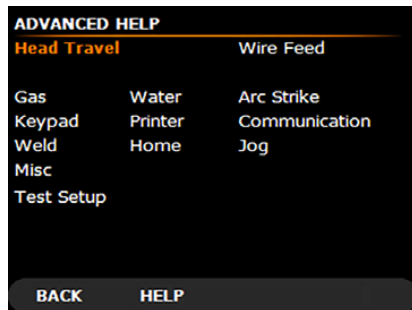 ADVANCED HELP
Head Travel Wire Feed
Gas Water Arc Strike
Keypad Printer Communication
Weld Home Jog
Misc
Test Setup
BACK HELP